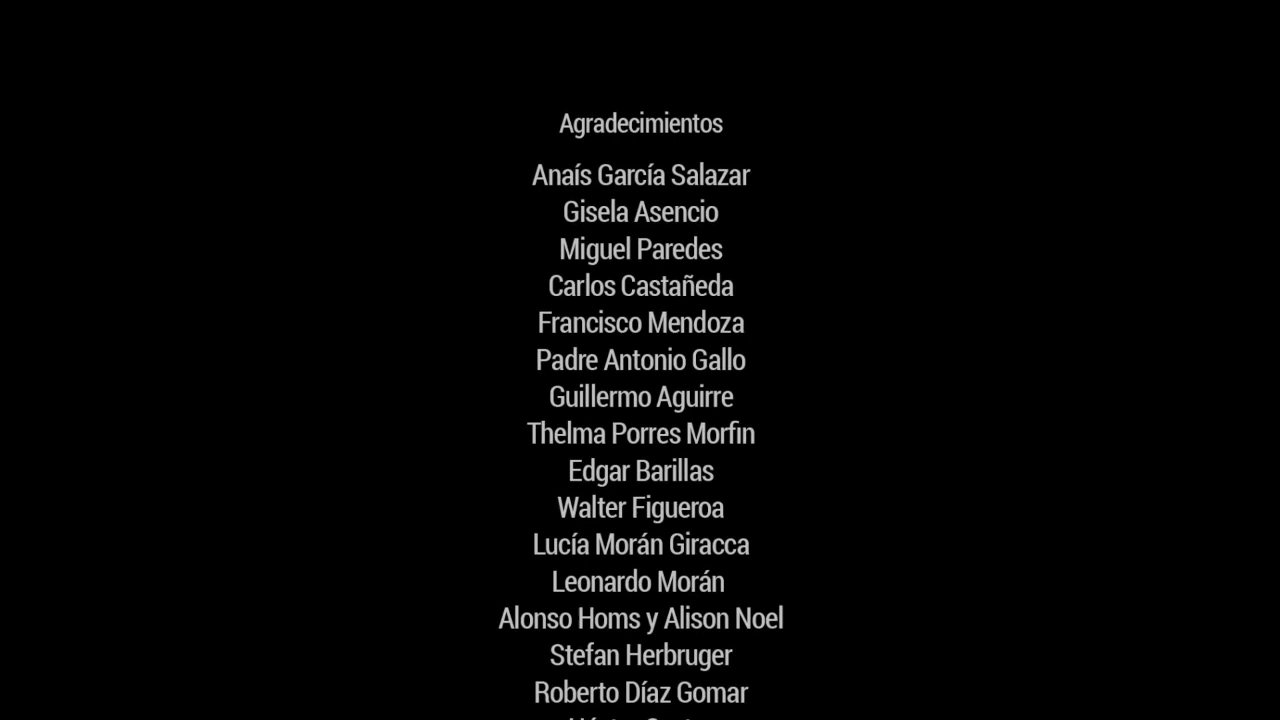 Agradecimientos
Anaís García Salazar
Gisela Asencio
Miguel Paredes
Carlos Castañeda
Francisco Mendoza
Padre Antonio Gallo
Guillermo Aguirre
Thelma Porres Morfin
Edgar Barillas
Walter Figueroa
Lucía Morán Giracca
Leonardo Morán
Alonso Homs y Alison Noel
Stefan Herbruger
Roberto Díaz Gomar